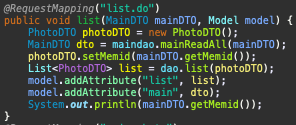 @RequestMapping("list.do")
public void list(MainDTO mainDTO, Model model) {
PhotoDTO photoDTO = new PhotoDTO();
MainDTO dto = maindao.mainReadAll(mainDTO);
photoDTO.setMemid(mainDTO.getMemid());
List<PhotoDTO> list = dao.list(photoDTO);
model.addAttribute("list", list);
model.addAttribute("main", dto);
System.out.println(mainDTO.getMemid());
}